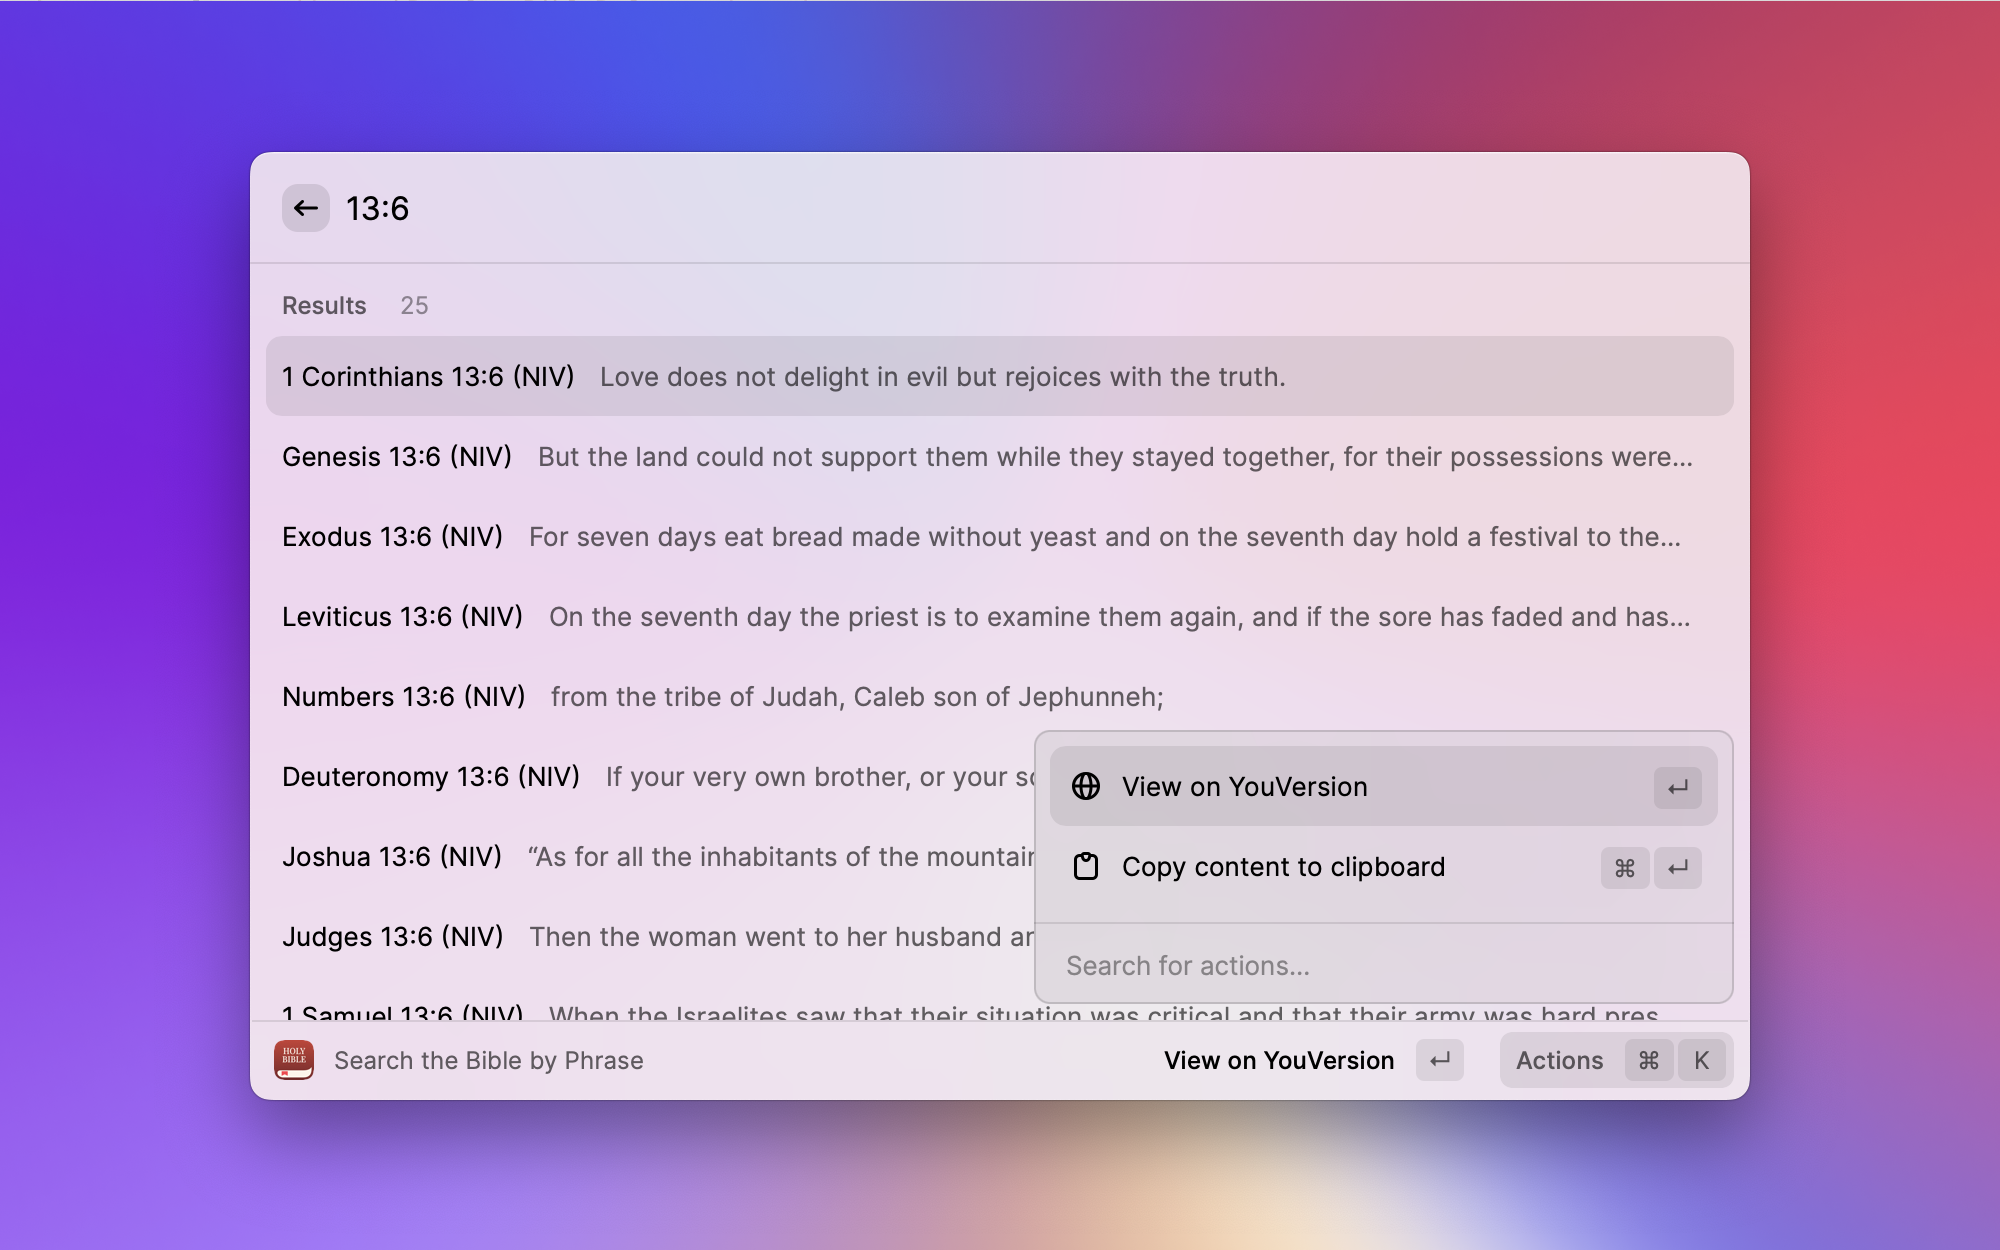 13:6
Results 25
1 Corinthians 13:6 (NIV) Love does not delight in evil but rejoices with the truth.
Genesis 13:6 (NIV) But the land could not support them while they stayed together, for their possessions were...
Exodus 13:6 (NIV) For seven days eat bread made without yeast and on the seventh day hold a festival to the...
Leviticus 13:6 (NIV) On the seventh day the priest is to examine them again, and if the sore has faded and has...
Numbers 13:6 (NIV) from the tribe of Judah, Caleb son of Jephunneh;
Deuteronomy 13:6 (NIV) If your very own brother, or your
Joshua 13:6 (NIV) “As for all the inhabitants of the
Judges 13:6 (NIV) Then the woman went to her husband
1 Samuel 13:6 (NIV) When the Israelites saw that their situation was critical and that their army was hard
View on YouVersion ↵
Copy content to clipboard ⌘ ↵
Search for actions...
HOLY
BIBLE
Search the Bible by Phrase View on YouVersion ↵ Actions ⌘ K